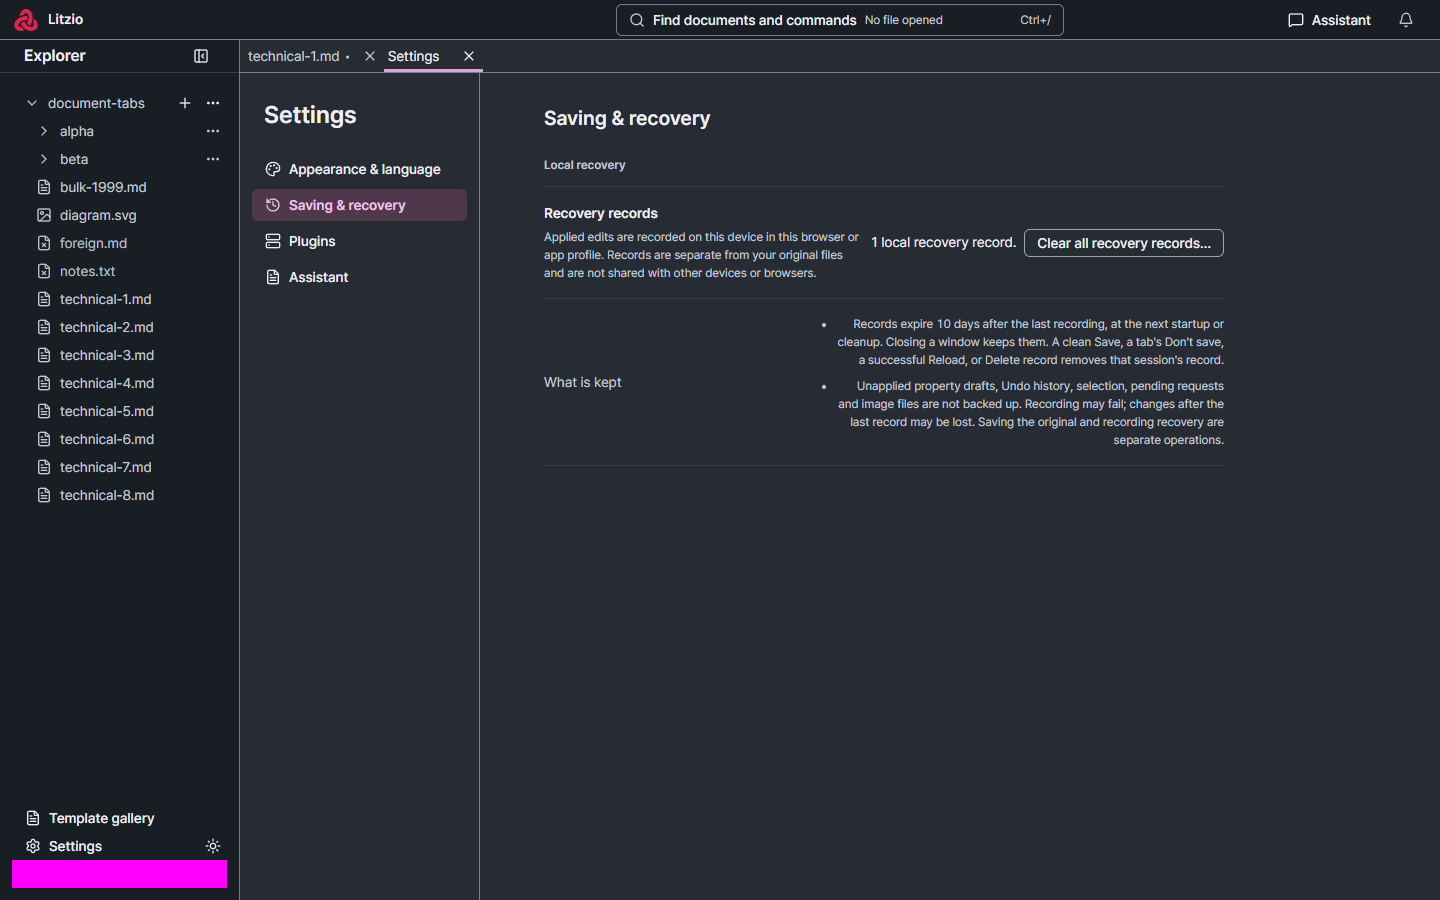 Litzio
Find documents and commands No file opened Ctrl+/
Assistant
Explorer
technical-1.md •
Settings
document-tabs
alpha
beta
bulk-1999.md
diagram.svg
foreign.md
notes.txt
technical-1.md
technical-2.md
technical-3.md
technical-4.md
technical-5.md
technical-6.md
technical-7.md
technical-8.md
Template gallery
Settings
Settings
Appearance & language
Saving & recovery
Plugins
Assistant
Saving & recovery
Local recovery
Recovery records
Applied edits are recorded on this device in this browser or
app profile. Records are separate from your original files
and are not shared with other devices or browsers.
1 local recovery record.
Clear all recovery records...
What is kept
• Records expire 10 days after the last recording, at the next startup or
cleanup. Closing a window keeps them. A clean Save, a tab's Don't save,
a successful Reload, or Delete record removes that session's record.
• Unapplied property drafts, Undo history, selection, pending requests
and image files are not backed up. Recording may fail; changes after the
last record may be lost. Saving the original and recording recovery are
separate operations.